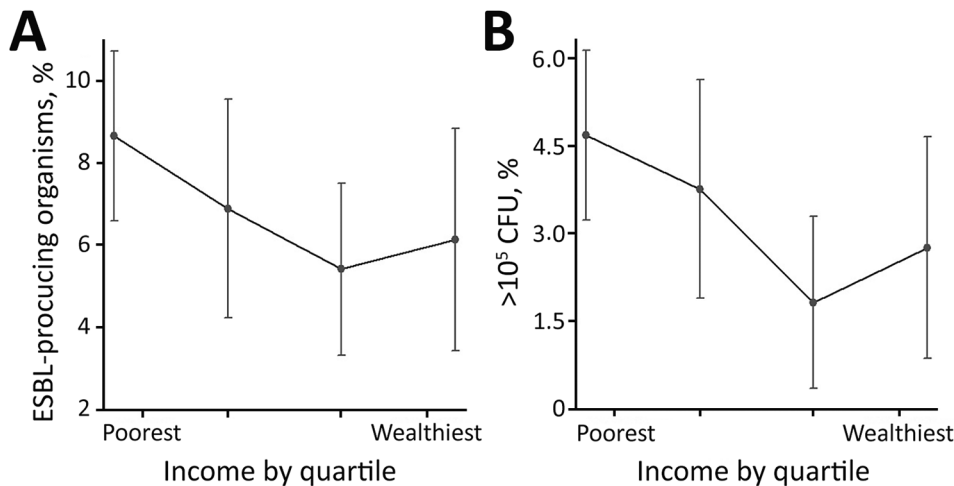 A
ESBL-procucing organisms, %
10
8
6
4
2
Poorest
Wealthiest
Income by quartile
B
>10⁵ CFU, %
6.0
4.5
3.0
1.5
0
Poorest
Wealthiest
Income by quartile